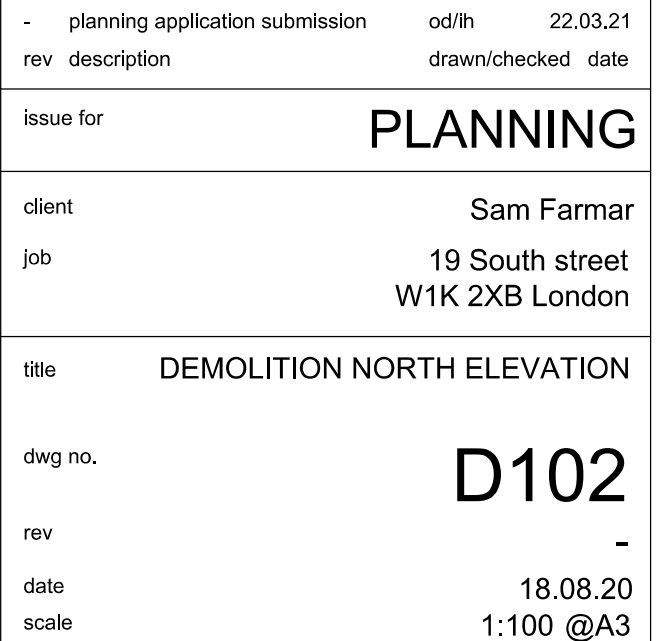 - planning application submission od/ih 22.03.21
rev description drawn/checked date
issue for PLANNING
client Sam Farmar
job 19 South street
W1K 2XB London
title DEMOLITION NORTH ELEVATION
dwg no. D102
rev -
date 18.08.20
scale 1:100 @A3